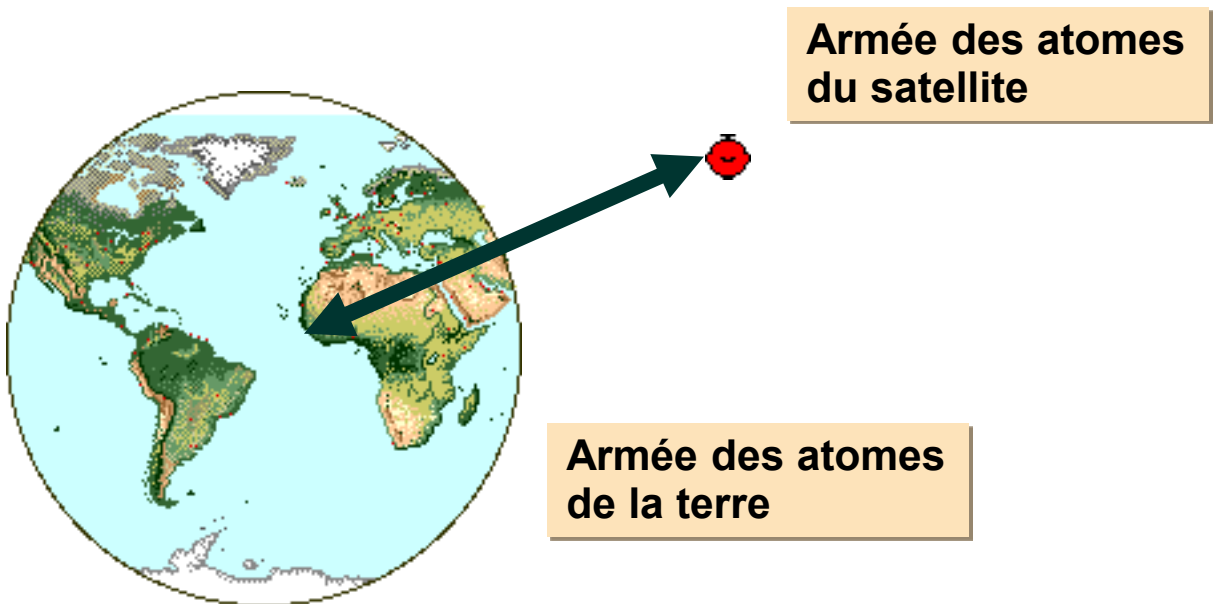 Armée des atomes
du satellite
Armée des atomes
de la terre